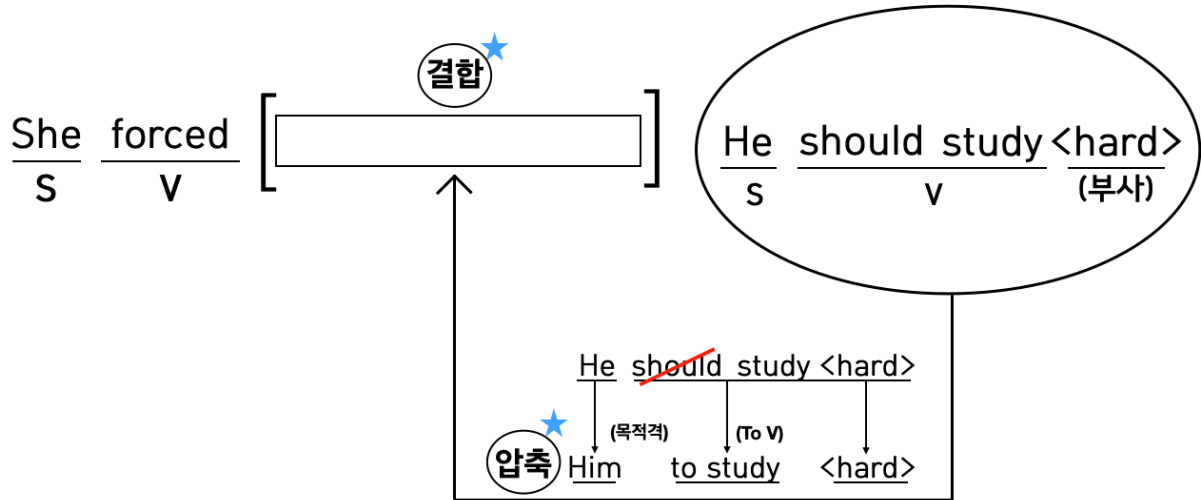 결합
She forced [ ] He should study <hard>
S V S V (부사)
He should study <hard>
(목적격) (To V)
압축 Him to study <hard>